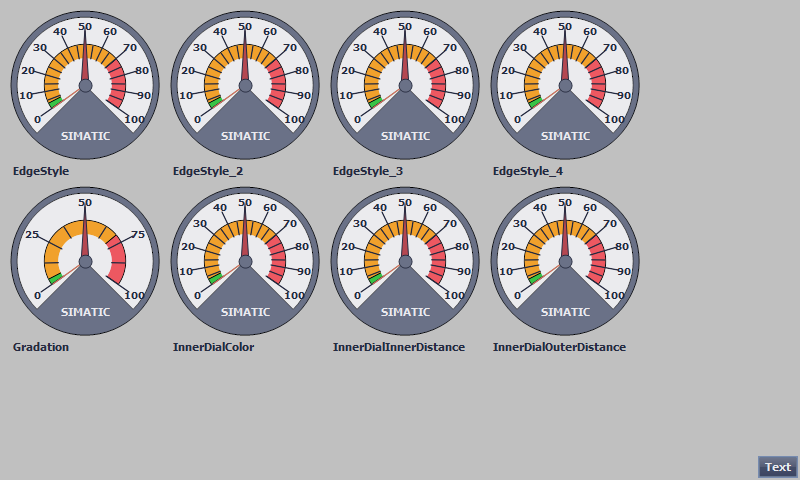 50 50 50 50
40 60 40 60 40 60 40 60
30 70 30 70 30 70 30 70
20 80 20 80 20 80 20 80
10 90 10 90 10 90 10 90
0 100 0 100 0 100 0 100
SIMATIC SIMATIC SIMATIC SIMATIC
EdgeStyle EdgeStyle_2 EdgeStyle_3 EdgeStyle_4
50 50 50 50
40 60 40 60 40 60
30 70 30 70 30 70
25 75
20 80 20 80 20 80
10 90 10 90 10 90
0 100 0 100 0 100 0 100
SIMATIC SIMATIC SIMATIC SIMATIC
Gradation InnerDialColor InnerDialInnerDistance InnerDialOuterDistance
Text